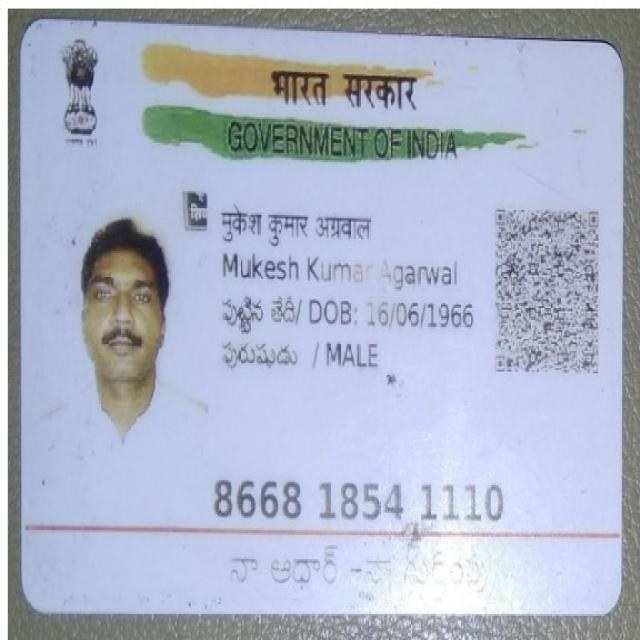 भारत सरकार
GOVERNMENT OF INDIA
मुकेश कुमार अग्रवाल
Mukesh Kumar Agarwal
పుట్టిన తేదీ/ DOB: 16/06/1966
పురుషుడు / MALE
8668 1854 1110
నా ఆధార్ -నా